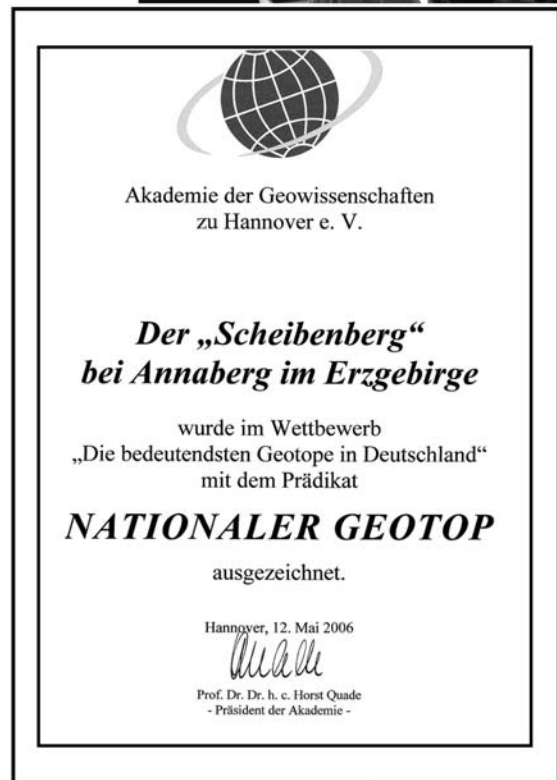 Akademie der Geowissenschaften
zu Hannover e. V.
Der „Scheibenberg“
bei Annaberg im Erzgebirge
wurde im Wettbewerb
„Die bedeutendsten Geotope in Deutschland“
mit dem Prädikat
NATIONALER GEOTOP
ausgezeichnet.
Hannover, 12. Mai 2006
Quade
Prof. Dr. Dr. h. c. Horst Quade
- Präsident der Akademie -